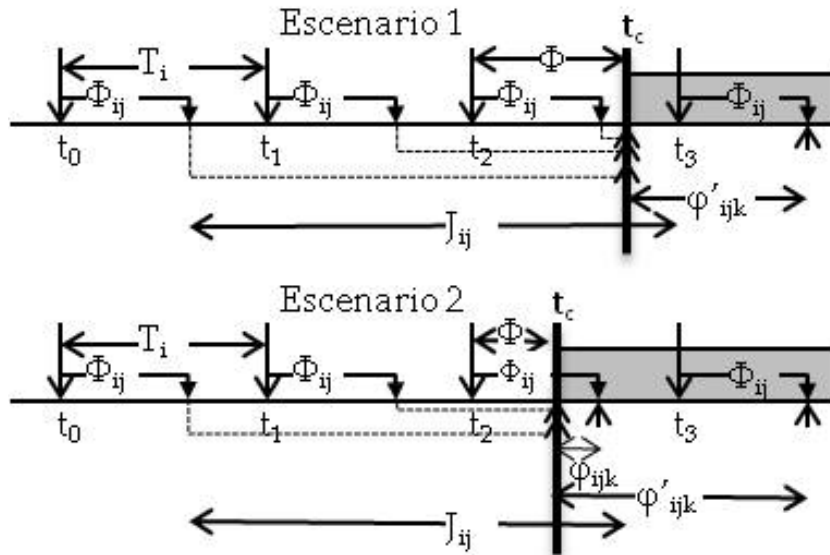 Escenario 1
t_c
T_i
Φ
Φ_ij Φ_ij Φ_ij Φ_ij
t_0 t_1 t_2 t_3
φ'_ijk
J_ij
Escenario 2
t_c
T_i
Φ
Φ_ij Φ_ij Φ_ij Φ_ij
t_0 t_1 t_2 t_3
φ_ijk
φ'_ijk
J_ij